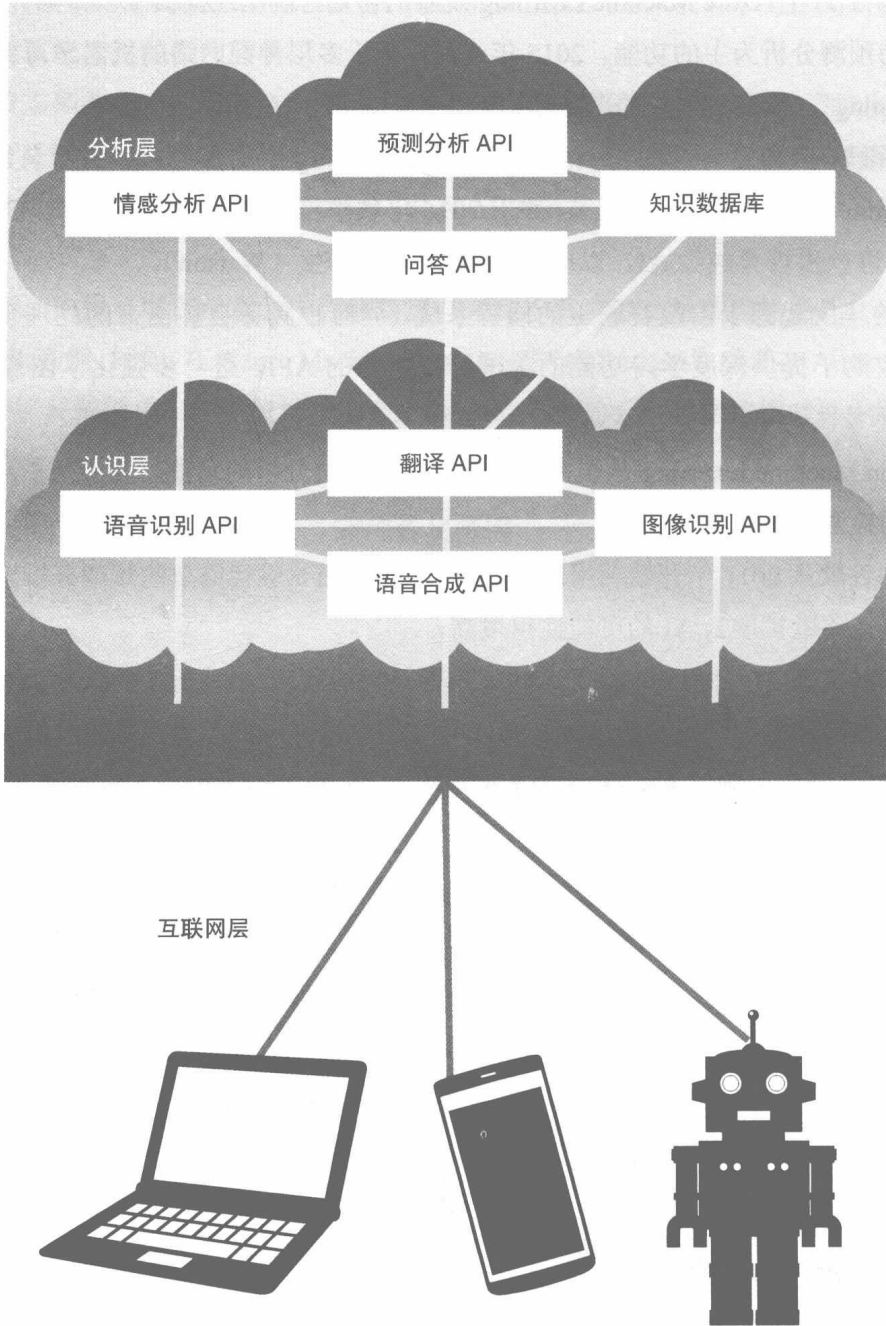 分析层
预测分析 API
情感分析 API
知识数据库
问答 API
认识层
翻译 API
语音识别 API
图像识别 API
语音合成 API
互联网层